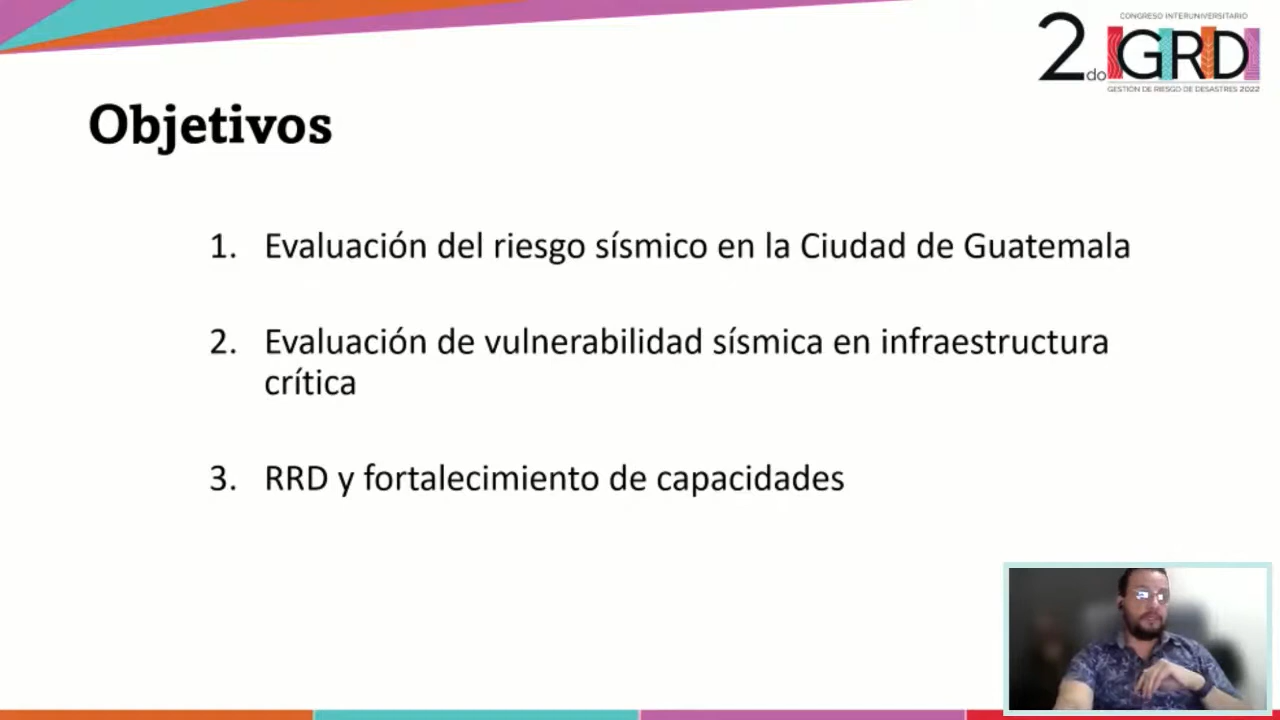 CONGRESO INTERUNIVERSITARIO
2do GRD
GESTIÓN DE RIESGO DE DESASTRES 2022
Objetivos
1. Evaluación del riesgo sísmico en la Ciudad de Guatemala
2. Evaluación de vulnerabilidad sísmica en infraestructura
crítica
3. RRD y fortalecimiento de capacidades